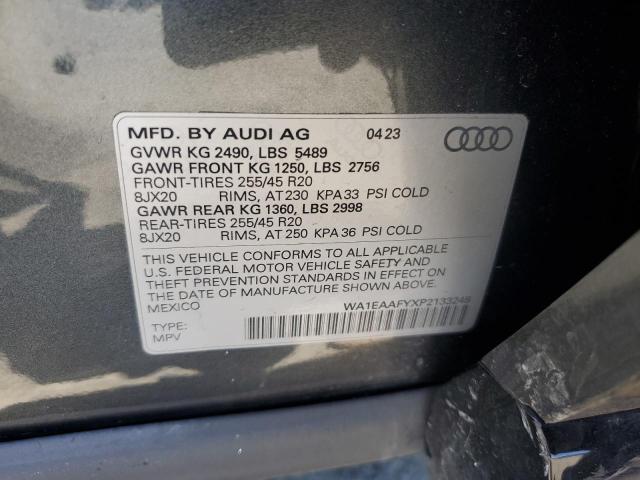 MFD. BY AUDI AG 04 23
GVWR KG 2490, LBS 5489
GAWR FRONT KG 1250, LBS 2756
FRONT-TIRES 255/45 R20
8JX20 RIMS, AT 230 KPA 33 PSI COLD
GAWR REAR KG 1360, LBS 2998
REAR-TIRES 255/45 R20
8JX20 RIMS, AT 250 KPA 36 PSI COLD
THIS VEHICLE CONFORMS TO ALL APPLICABLE
U.S. FEDERAL MOTOR VEHICLE SAFETY AND
THEFT PREVENTION STANDARDS IN EFFECT ON
THE DATE OF MANUFACTURE SHOWN ABOVE.
MEXICO WA1EAAFYXP2133248
TYPE:
MPV